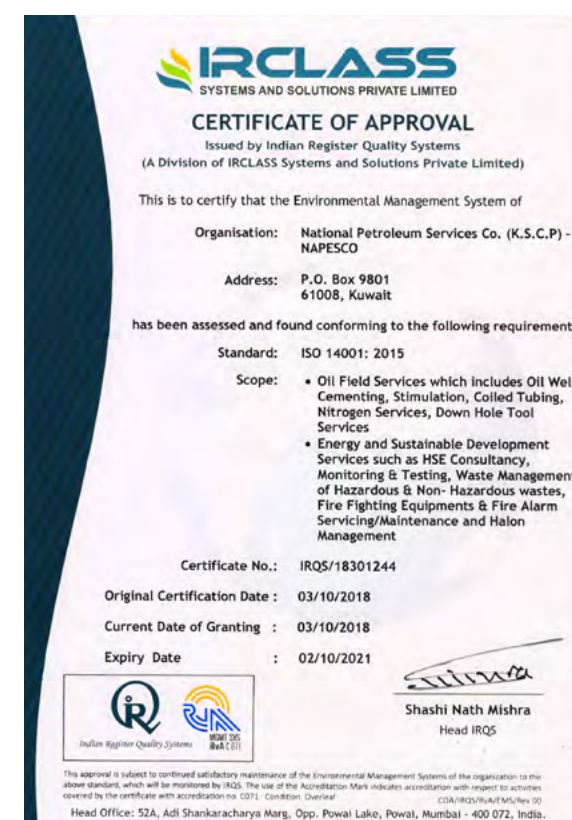 IRCLASS
SYSTEMS AND SOLUTIONS PRIVATE LIMITED
CERTIFICATE OF APPROVAL
Issued by Indian Register Quality Systems
(A Division of IRCLASS Systems and Solutions Private Limited)
This is to certify that the Environmental Management System of
Organisation: National Petroleum Services Co. (K.S.C.P) -
NAPESCO
Address: P.O. Box 9801
61008, Kuwait
has been assessed and found conforming to the following requirement
Standard: ISO 14001: 2015
Scope: • Oil Field Services which includes Oil Wel
Cementing, Stimulation, Coiled Tubing,
Nitrogen Services, Down Hole Tool
Services
• Energy and Sustainable Development
Services such as HSE Consultancy,
Monitoring & Testing, Waste Managemen
of Hazardous & Non- Hazardous wastes,
Fire Fighting Equipments & Fire Alarm
Servicing/Maintenance and Halon
Management
Certificate No.: IRQS/18301244
Original Certification Date : 03/10/2018
Current Date of Granting : 03/10/2018
Expiry Date : 02/10/2021
Shashi Nath Mishra
Head IRQS
Indian Register Quality Systems
MGMT SYS
RvA C 071
This approval is subject to continued satisfactory maintenance of the Environmental Management Systems of the organization to the
above standard, which will be monitored by IRQS. The use of the Accreditation Mark indicates accreditation with respect to activities
covered by the certificate with accreditation no. C071. Condition Overleaf
COA/IRQS/RvA/EMS/Rev 00
Head Office: 52A, Adi Shankaracharya Marg, Opp. Powai Lake, Powai, Mumbai - 400 072, India.